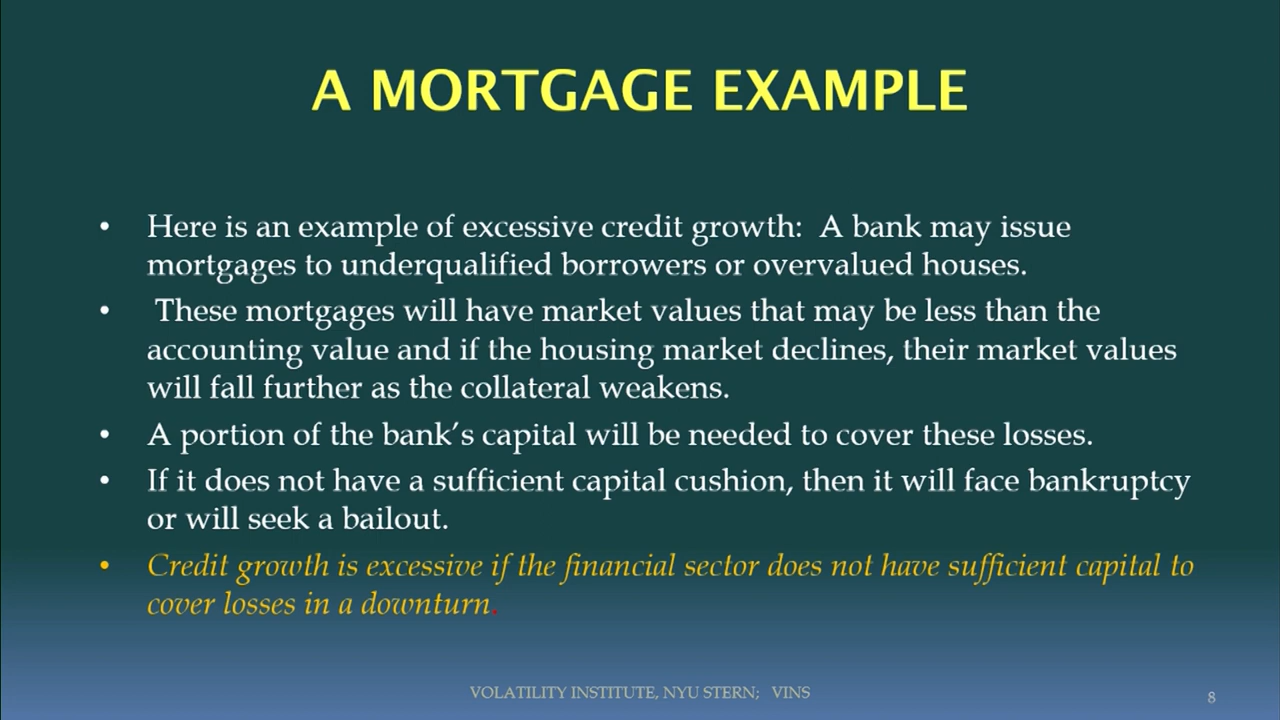 A MORTGAGE EXAMPLE
• Here is an example of excessive credit growth:  A bank may issue
mortgages to underqualified borrowers or overvalued houses.
•  These mortgages will have market values that may be less than the
accounting value and if the housing market declines, their market values
will fall further as the collateral weakens.
• A portion of the bank’s capital will be needed to cover these losses.
• If it does not have a sufficient capital cushion, then it will face bankruptcy
or will seek a bailout.
• Credit growth is excessive if the financial sector does not have sufficient capital to
cover losses in a downturn.
VOLATILITY INSTITUTE, NYU STERN;   VINS
8